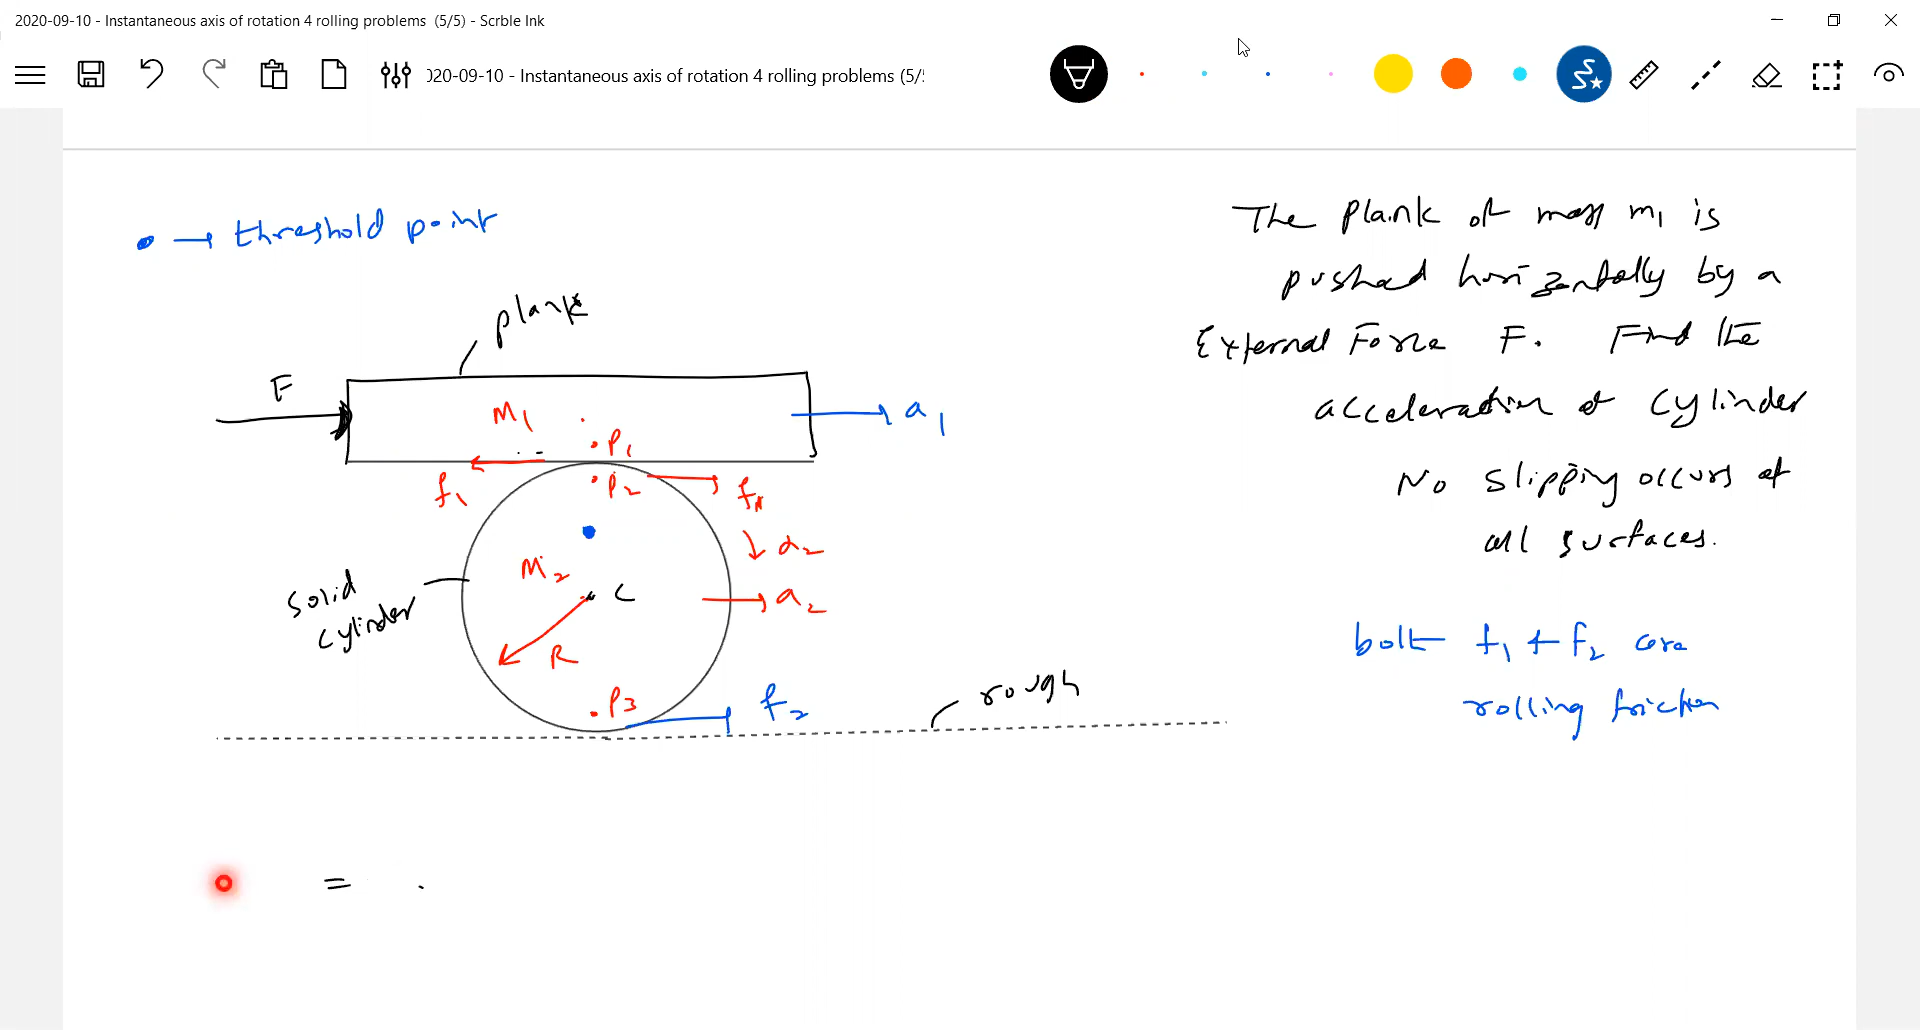 2020-09-10 - Instantaneous axis of rotation 4 rolling problems (5/5) - Scrble Ink
020-09-10 - Instantaneous axis of rotation 4 rolling problems (5/5
• → threshold point
plank
F
M1
a1
P1
f1
P2
f1
α2
M2
C
a2
solid
cylinder
R
P3
f2
rough
=
The Plank of mass m1 is
pushed horizontally by a
External Force F. Find the
acceleration of cylinder
No slipping occurs at
all surfaces.
both f1 + f2 are
rolling friction